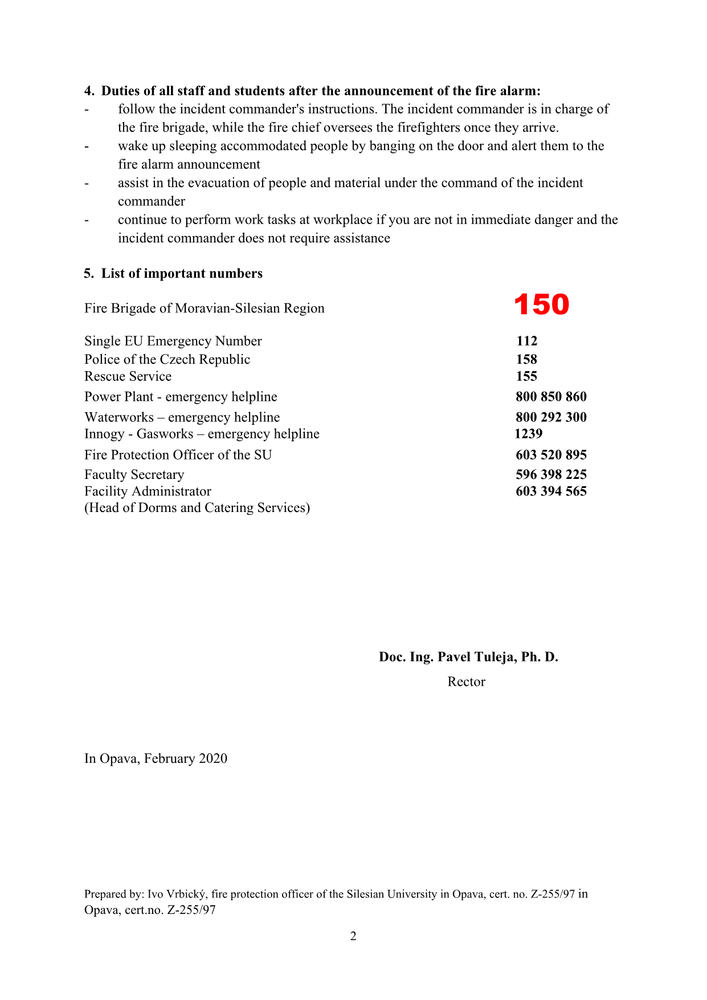 4. Duties of all staff and students after the announcement of the fire alarm:
- follow the incident commander's instructions. The incident commander is in charge of
the fire brigade, while the fire chief oversees the firefighters once they arrive.
- wake up sleeping accommodated people by banging on the door and alert them to the
fire alarm announcement
- assist in the evacuation of people and material under the command of the incident
commander
- continue to perform work tasks at workplace if you are not in immediate danger and the
incident commander does not require assistance
5. List of important numbers
Fire Brigade of Moravian-Silesian Region 150
Single EU Emergency Number 112
Police of the Czech Republic 158
Rescue Service 155
Power Plant - emergency helpline 800 850 860
Waterworks – emergency helpline 800 292 300
Innogy - Gasworks – emergency helpline 1239
Fire Protection Officer of the SU 603 520 895
Faculty Secretary 596 398 225
Facility Administrator 603 394 565
(Head of Dorms and Catering Services)
Doc. Ing. Pavel Tuleja, Ph. D.
Rector
In Opava, February 2020
Prepared by: Ivo Vrbický, fire protection officer of the Silesian University in Opava, cert. no. Z-255/97 in
Opava, cert.no. Z-255/97
2